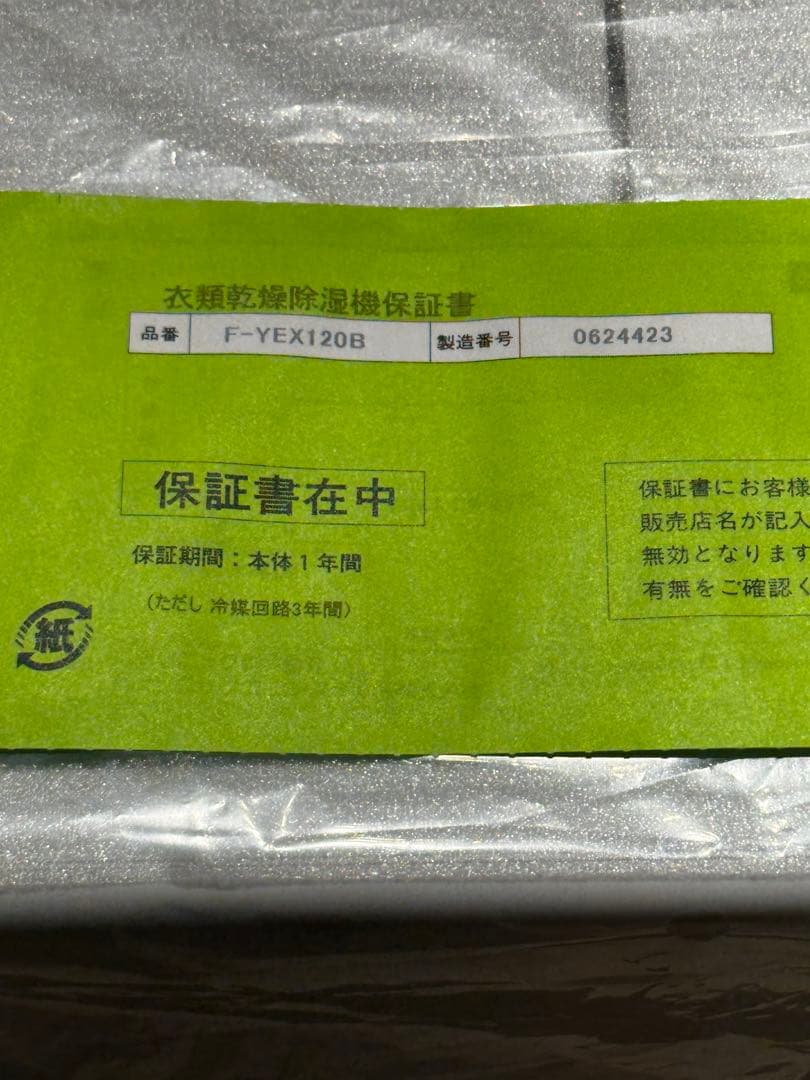 衣類乾燥除湿機保証書
品番 F-YEX120B 製造番号 0624423
保証書在中
保証期間：本体1年間
（ただし 冷媒回路3年間）
紙
保証書にお客様
販売店名が記入
無効となります
有無をご確認く